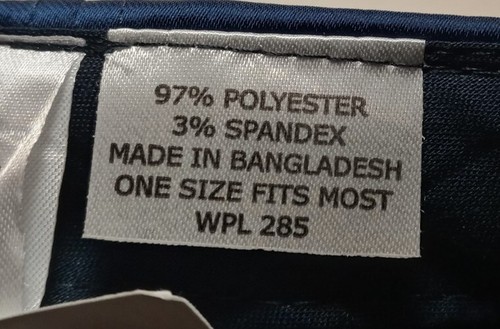 97% POLYESTER
3% SPANDEX
MADE IN BANGLADESH
ONE SIZE FITS MOST
WPL 285